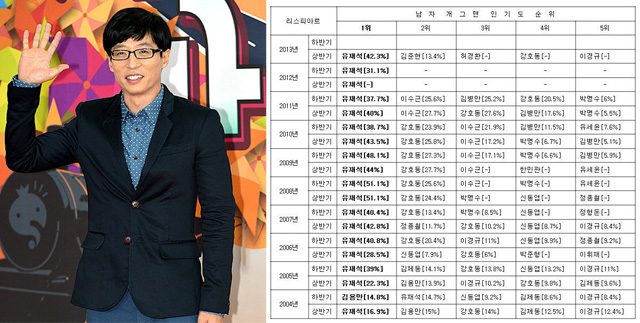 남 자 개 그 맨 인 기 도 순 위
리스피아르
1위 2위 3위 4위 5위
2013년 하반기
상반기 유재석[42.3%] 김준현[13.4%] 허경환[-] 강호동[-] 이경규[-]
2012년 하반기 유재석[31.1%] - - - -
상반기 유재석[-] - - - -
2011년 하반기 유재석[37.7%] 이수근[25.6%] 김병만[25.2%] 강호동[20.5%] 박명수[6%]
상반기 유재석[40%] 이수근[27.7%] 강호동[27.6%] 김병만[17.6%] 박명수[5.5%]
2010년 하반기 유재석[38.7%] 강호동[23.9%] 이수근[21.9%] 김병만[11.5%] 유세윤[7.6%]
상반기 유재석[43.5%] 강호동[25.8%] 이수근[17.2%] 박명수[6.7%] 김병만[5.1%]
2009년 하반기 유재석[48.1%] 강호동[27.3%] 이수근[17.1%] 박명수[6.6%] 김병만[5.9%]
상반기 유재석[44%] 강호동[27.7%] 이수근[-] 한민관[-] 유세윤[-]
2008년 하반기 유재석[51.1%] 강호동[25.6%] 이수근[-] 박명수[-] 유세윤[-]
상반기 유재석[51.1%] 강호동[24.4%] 박명수[-] 신동엽[-] 정종철[-]
2007년 하반기 유재석[40.4%] 강호동[13.4%] 박명수[8.5%] 신동엽[-] 정형돈[-]
상반기 유재석[42.8%] 정종철[11.7%] 강호동[10.2%] 신동엽[8.7%] 이경규[8.4%]
2006년 하반기 유재석[40.8%] 강호동[20.4%] 이경규[11%] 신동엽[9.9%] 정종철[9.2%]
상반기 유재석[28.5%] 신동엽[7.9%] 강호동[6%] 박준형[-] 이휘재[-]
2005년 하반기 유재석[39%] 김제동[14.1%] 강호동[13.8%] 신동엽[13.2%] 이경규[11%]
상반기 유재석[22.3%] 김용만[13.9%] 이경규[10.2%] 강호동[9.8%] 김제동[9.6%]
2004년 하반기 김용만[14.8%] 유재석[14.7%] 신동엽[9.2%] 김제동[8.6%] 이경규[8.4%]
상반기 유재석[16.9%] 김용만[15%] 강호동[14%] 김제동[12.5%] 이경규[12.4%]